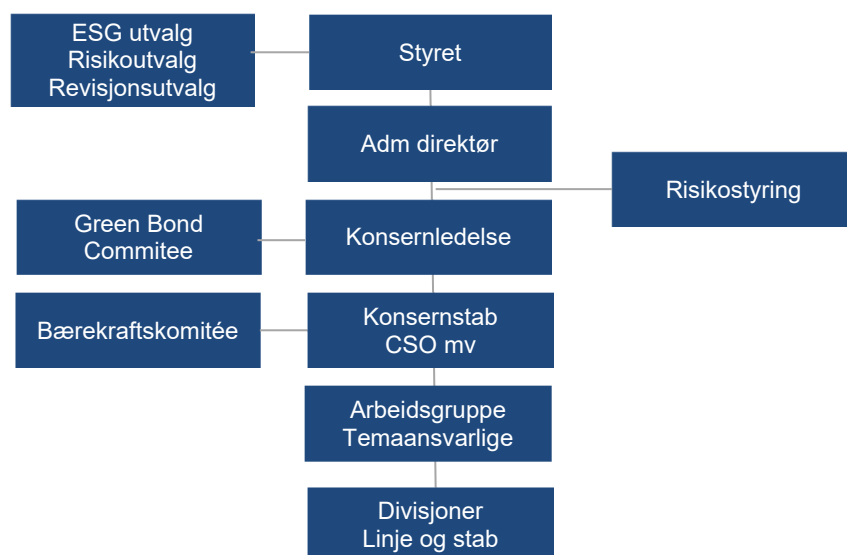 ESG utvalg
Risikoutvalg
Revisjonsutvalg
Styret
Adm direktør
Risikostyring
Green Bond
Commitee
Konsernledelse
Bærekraftskomitée
Konsernstab
CSO mv
Arbeidsgruppe
Temaansvarlige
Divisjoner
Linje og stab